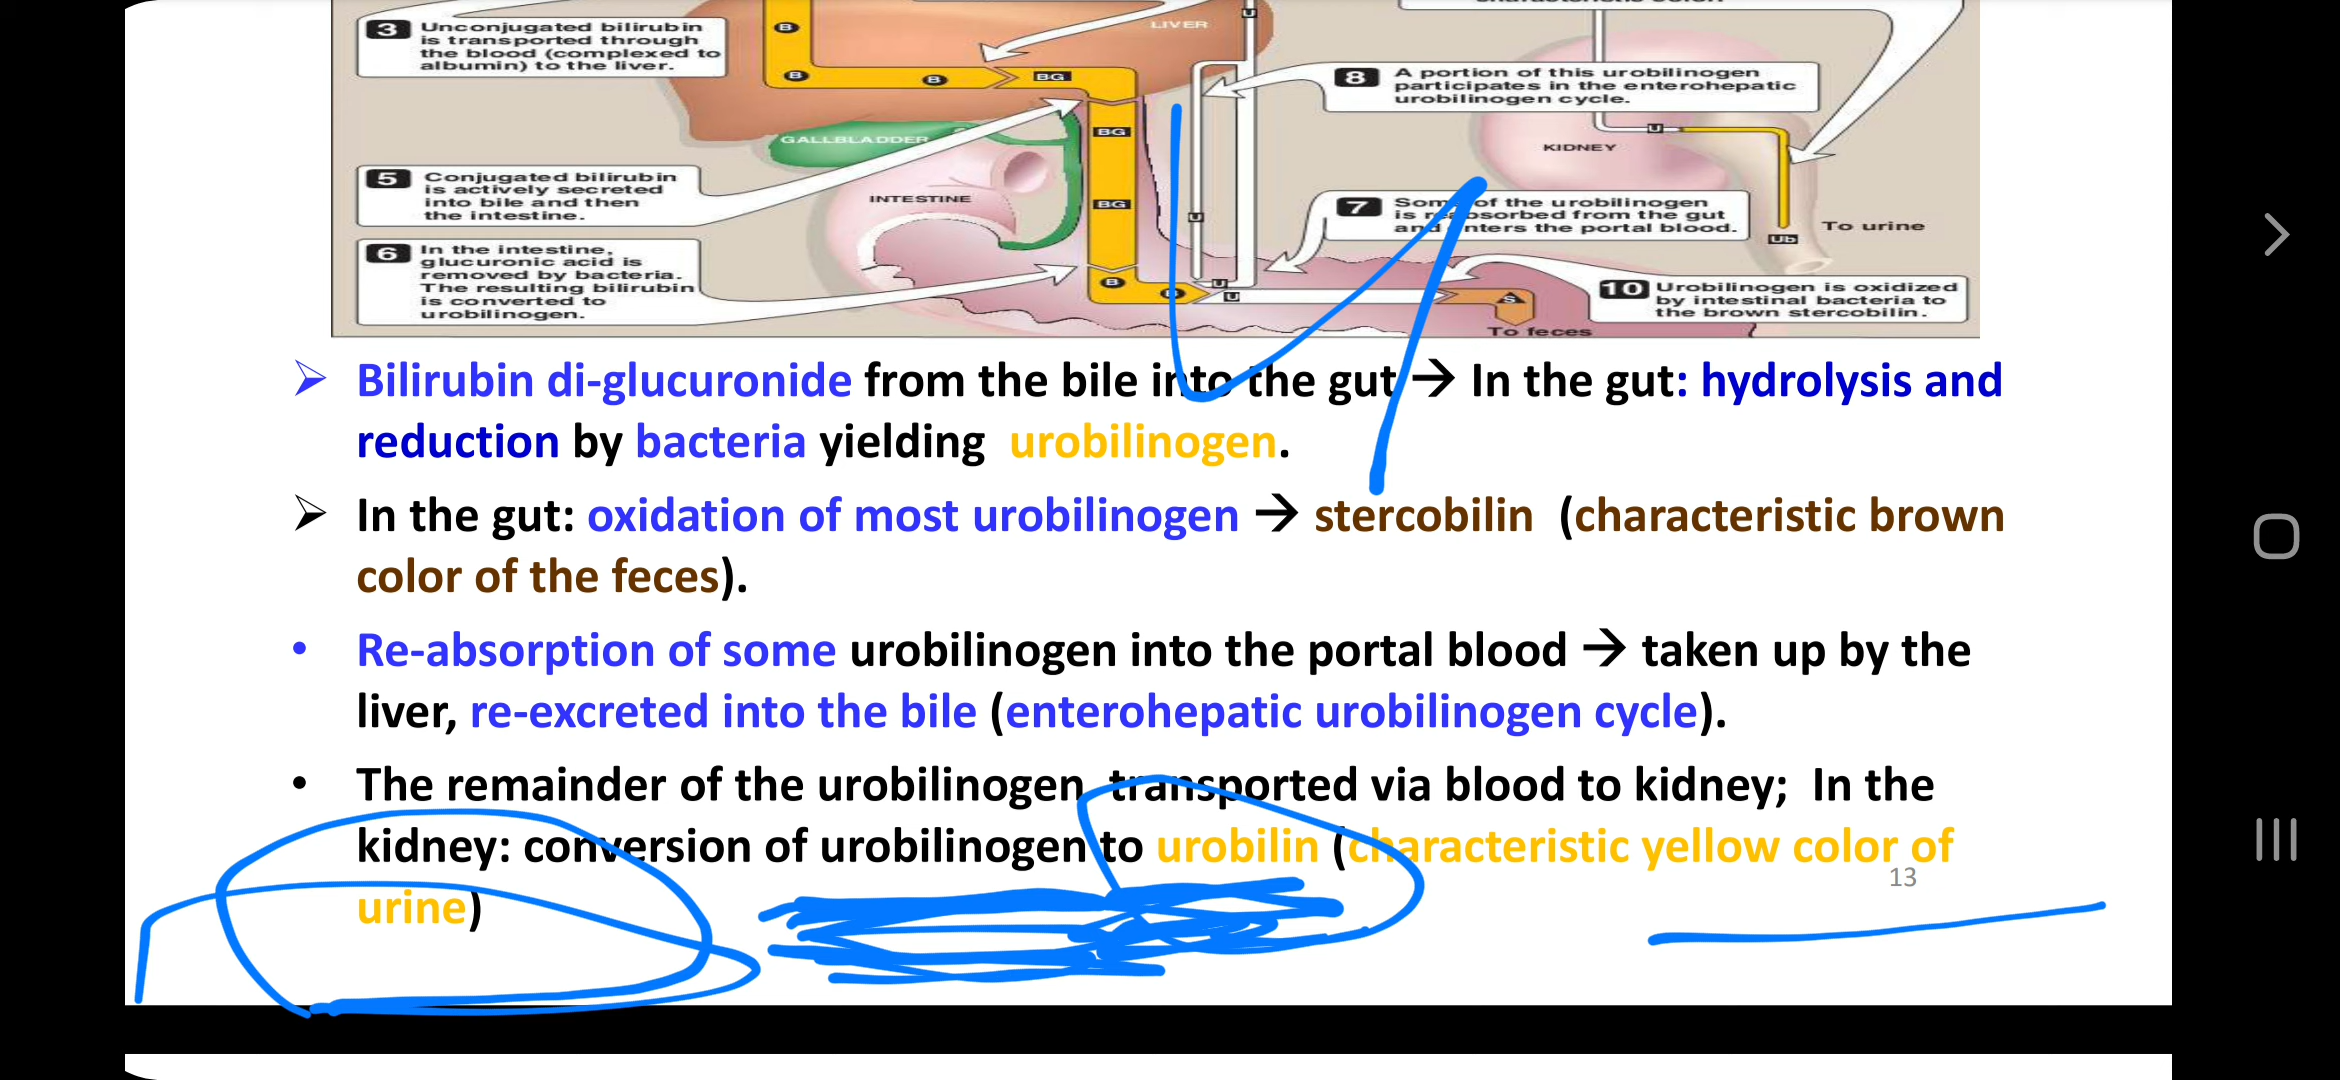 3 Unconjugated bilirubin
is transported through
the blood (complexed to
albumin) to the liver.
B
B
B
BG
LIVER
U
8 A portion of this urobilinogen
participates in the enterohepatic
urobilinogen cycle.
GALLBLADDER
BG
U
KIDNEY
5 Conjugated bilirubin
is actively secreted
into bile and then
the intestine.
INTESTINE
BG
U
7 Some of the urobilinogen
is reabsorbed from the gut
and enters the portal blood.
To urine
Ub
6 In the intestine,
glucuronic acid is
removed by bacteria.
The resulting bilirubin
is converted to
urobilinogen.
B
B
U
U
S
10 Urobilinogen is oxidized
by intestinal bacteria to
the brown stercobilin.
To feces
➢ Bilirubin di-glucuronide from the bile into the gut → In the gut: hydrolysis and
reduction by bacteria yielding urobilinogen.
➢ In the gut: oxidation of most urobilinogen → stercobilin (characteristic brown
color of the feces).
• Re-absorption of some urobilinogen into the portal blood → taken up by the
liver, re-excreted into the bile (enterohepatic urobilinogen cycle).
• The remainder of the urobilinogen transported via blood to kidney; In the
kidney: conversion of urobilinogen to urobilin (characteristic yellow color of
urine)
13